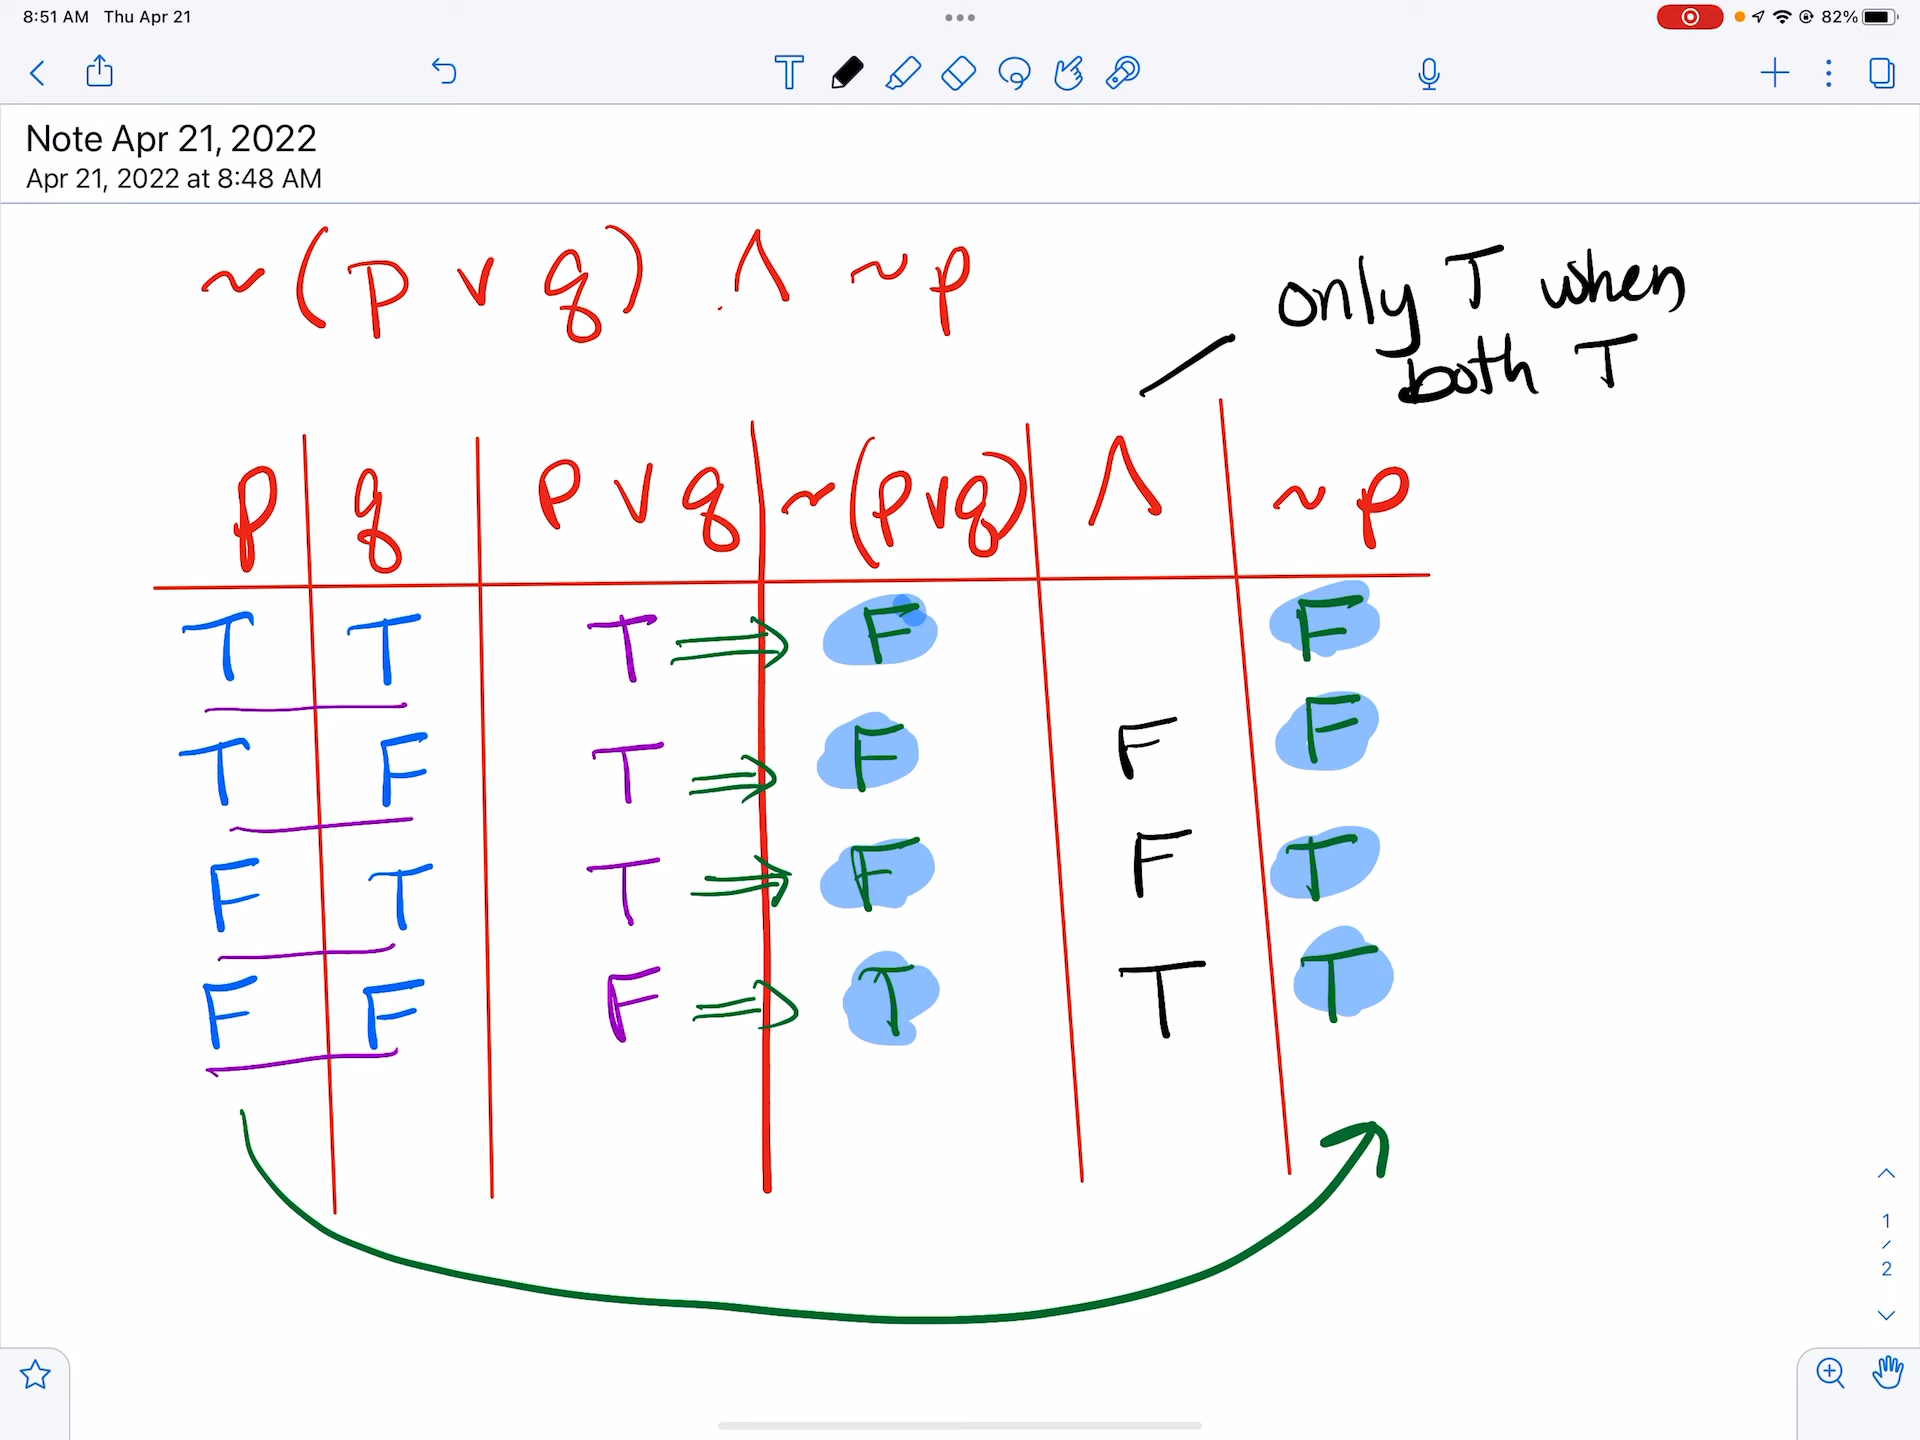 8:51 AM Thu Apr 21 82%
Note Apr 21, 2022
Apr 21, 2022 at 8:48 AM
~(p ∨ q) ∧ ~p
only T when
both T
p q p ∨ q ~(p∨q) ∧ ~p
T T T ⇒ F F
T F T ⇒ F F F
F T T ⇒ F F T
F F F ⇒ T T T
1
/
2